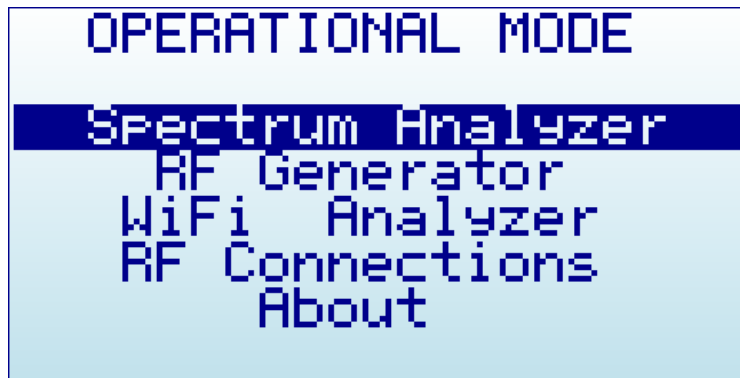 OPERATIONAL MODE
Spectrum Analyzer
RF Generator
WiFi  Analyzer
RF Connections
About